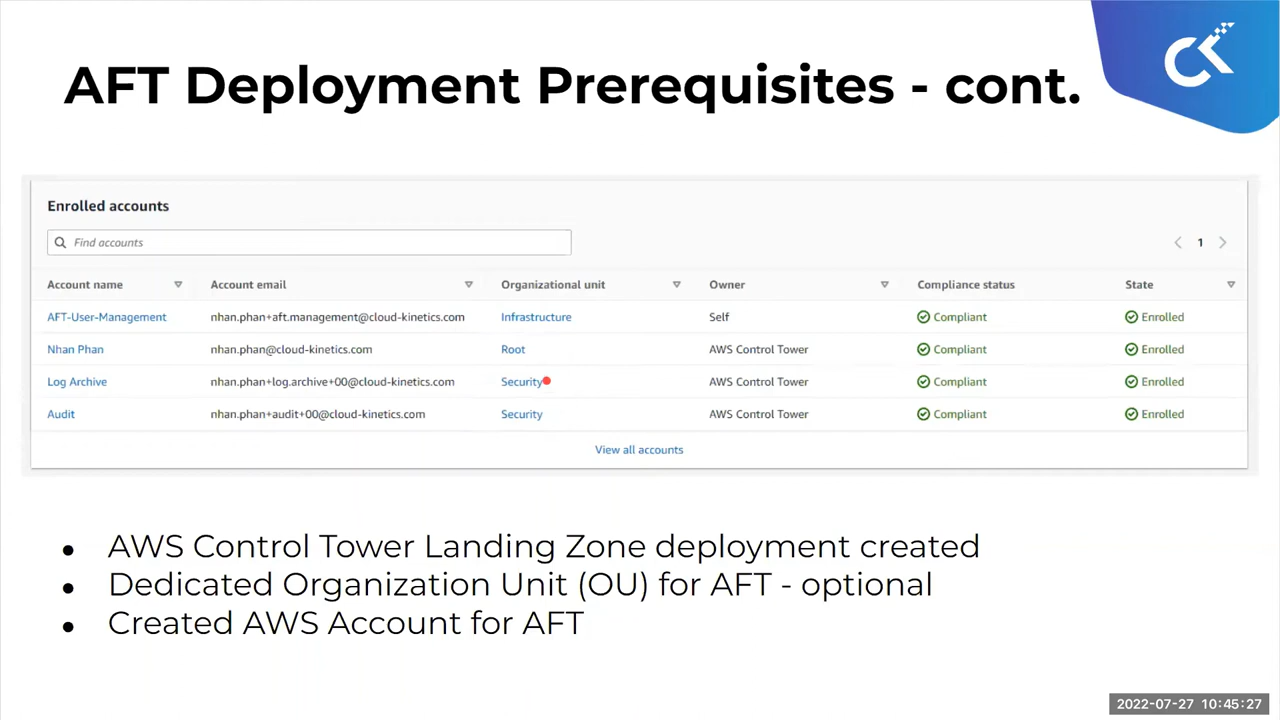 AFT Deployment Prerequisites - cont.
Enrolled accounts
Find accounts
1
Account name Account email Organizational unit Owner Compliance status State
AFT-User-Management nhan.phan+aft.management@cloud-kinetics.com Infrastructure Self Compliant Enrolled
Nhan Phan nhan.phan@cloud-kinetics.com Root AWS Control Tower Compliant Enrolled
Log Archive nhan.phan+log.archive+00@cloud-kinetics.com Security AWS Control Tower Compliant Enrolled
Audit nhan.phan+audit+00@cloud-kinetics.com Security AWS Control Tower Compliant Enrolled
View all accounts
● AWS Control Tower Landing Zone deployment created
● Dedicated Organization Unit (OU) for AFT - optional
● Created AWS Account for AFT
2022-07-27 10:45:27